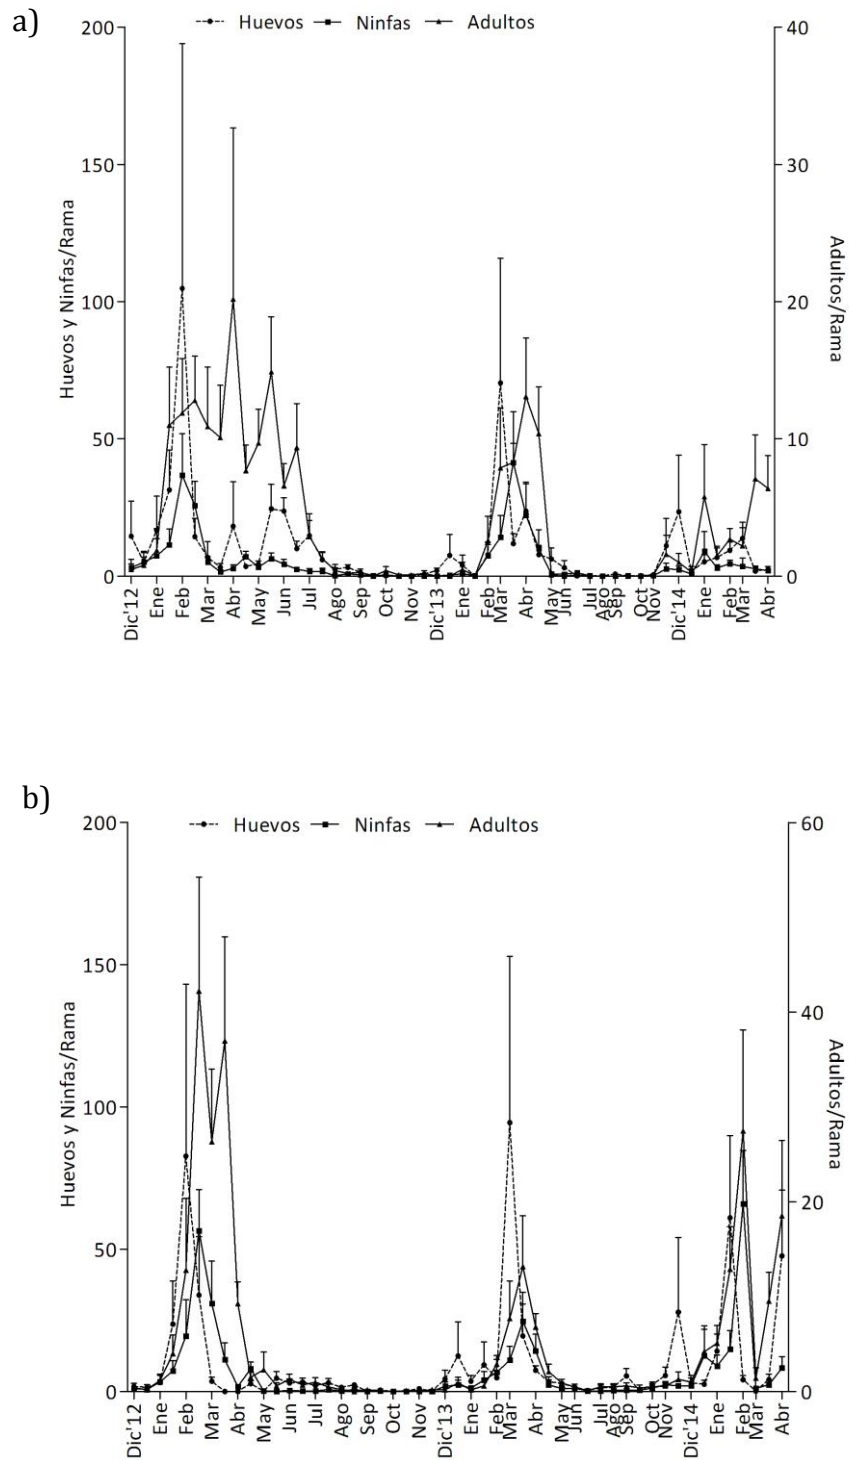 a)
Huevos Ninfas Adultos
200
150
100
50
0
Huevos y Ninfas/Rama
40
30
20
10
0
Adultos/Rama
Dic'12 Ene Feb Mar Abr May Jun Jul Ago Sep Oct Nov Dic'13 Ene Feb Mar Abr May Jun Jul Ago Sep Oct Nov Dic'14 Ene Feb Mar Abr
b)
Huevos Ninfas Adultos
200
150
100
50
0
Huevos y Ninfas/Rama
60
40
20
0
Adultos/Rama
Dic'12 Ene Feb Mar Abr May Jun Jul Ago Sep Oct Nov Dic'13 Ene Feb Mar Abr May Jun Jul Ago Sep Oct Nov Dic'14 Ene Feb Mar Abr